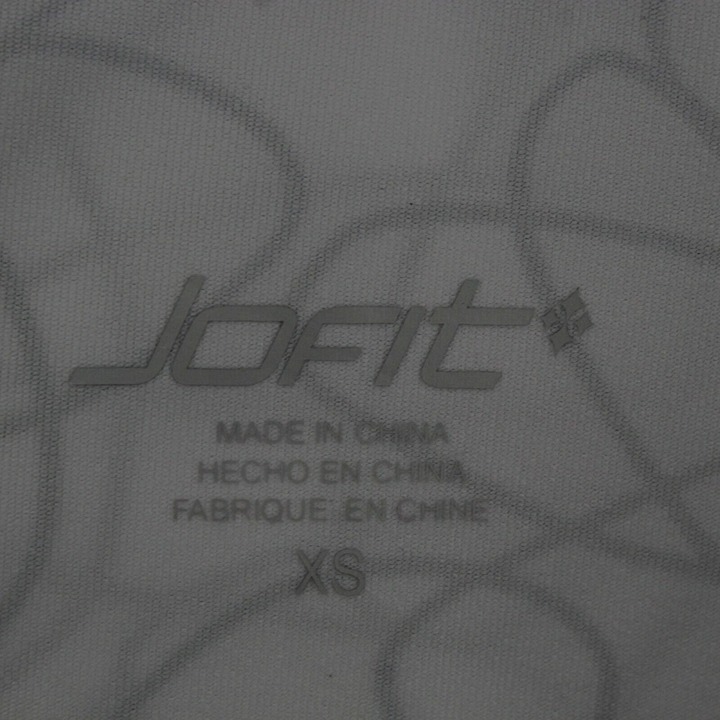 JOFIT
MADE IN CHINA
HECHO EN CHINA
FABRIQUE EN CHINE
XS